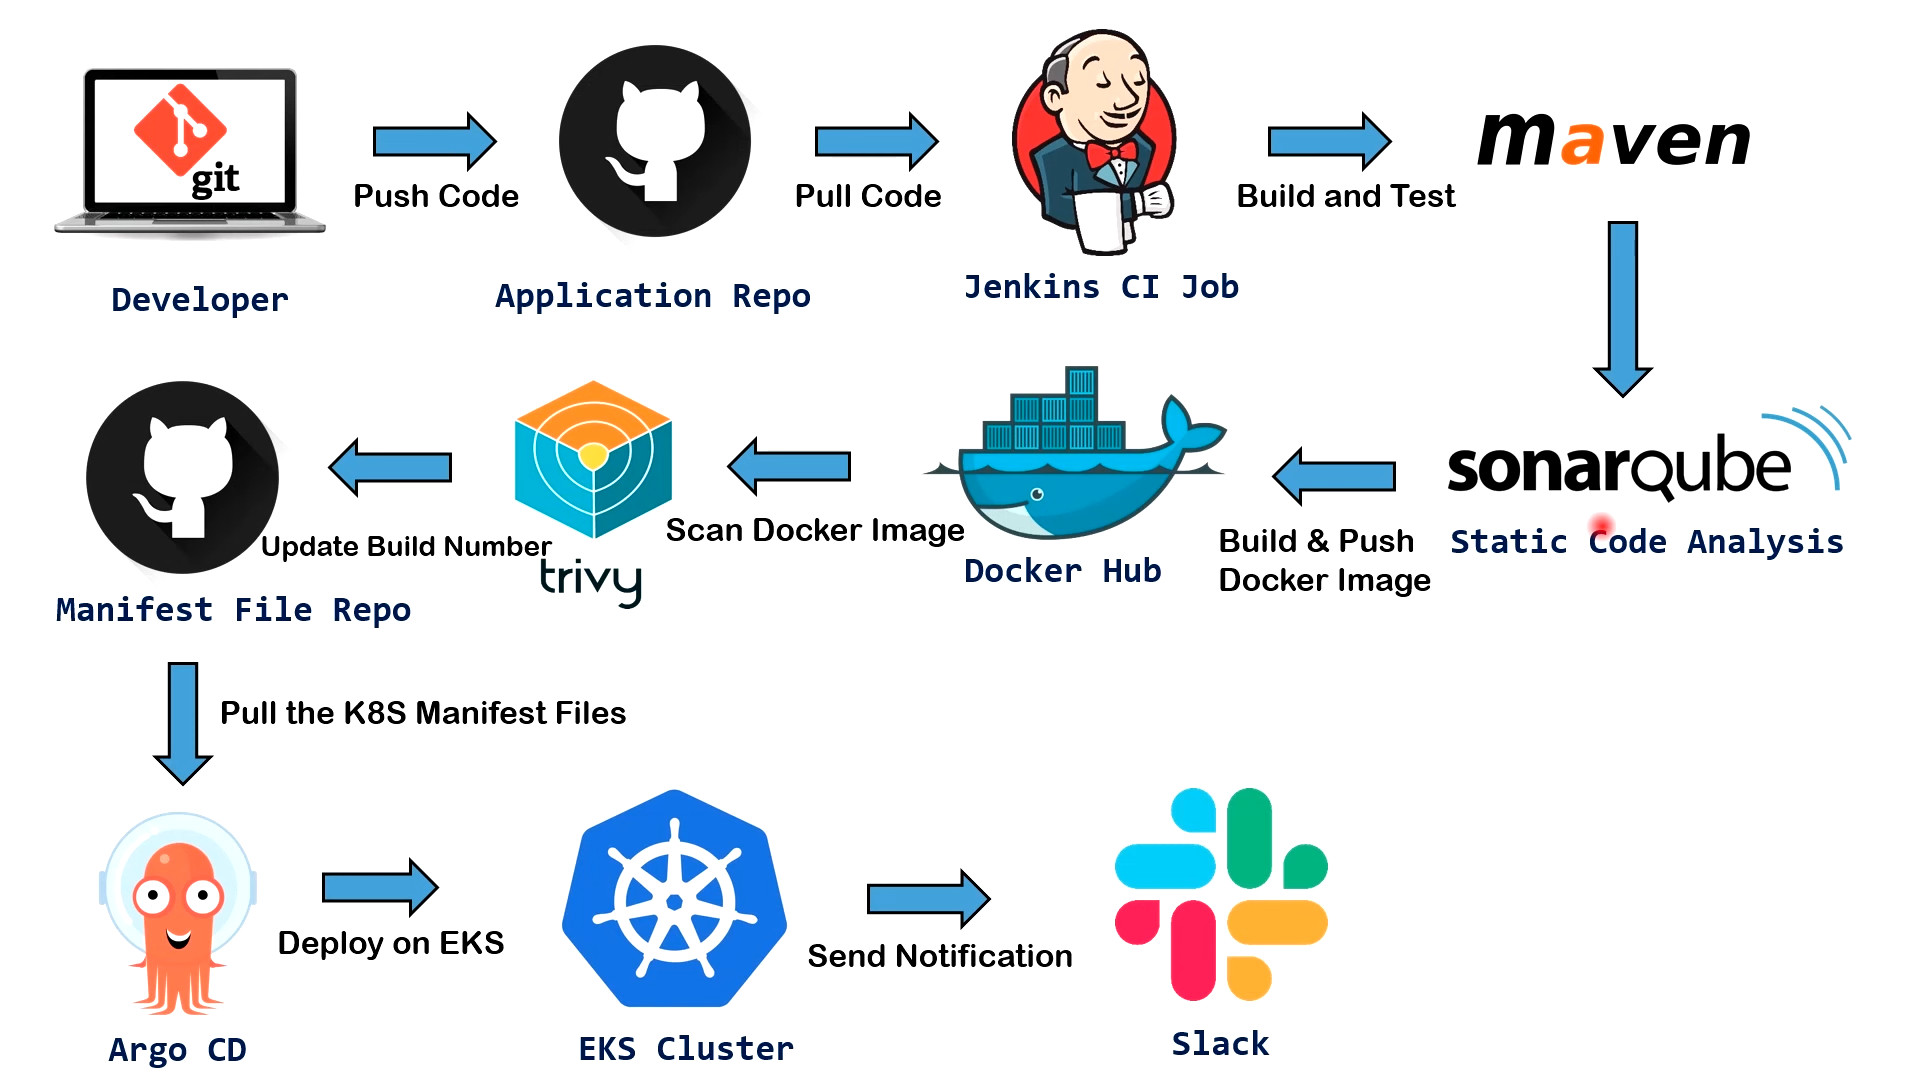 git
maven
Push Code
Pull Code
Build and Test
Developer
Application Repo
Jenkins CI Job
sonarqube
Static Code Analysis
Build & Push
Docker Image
Docker Hub
Scan Docker Image
trivy
Update Build Number
Manifest File Repo
Pull the K8S Manifest Files
Deploy on EKS
Send Notification
Argo CD
EKS Cluster
Slack